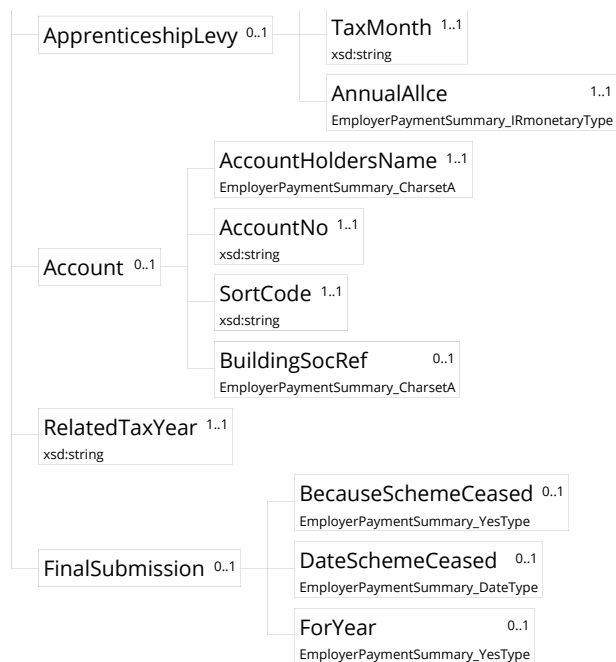 ApprenticeshipLevy 0..1
TaxMonth 1..1
xsd:string
AnnualAllce 1..1
EmployerPaymentSummary_IRmonetaryType
Account 0..1
AccountHoldersName 1..1
EmployerPaymentSummary_CharsetA
AccountNo 1..1
xsd:string
SortCode 1..1
xsd:string
BuildingSocRef 0..1
EmployerPaymentSummary_CharsetA
RelatedTaxYear 1..1
xsd:string
FinalSubmission 0..1
BecauseSchemeCeased 0..1
EmployerPaymentSummary_YesType
DateSchemeCeased 0..1
EmployerPaymentSummary_DateType
ForYear 0..1
EmployerPaymentSummary_YesType